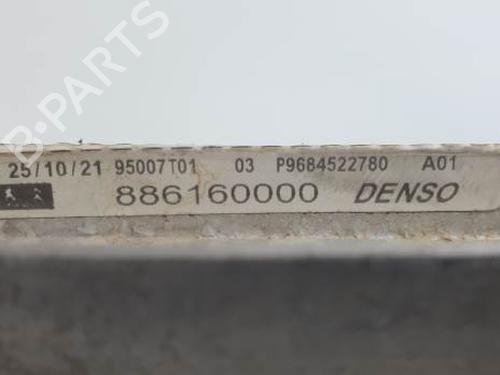 25/10/21 95007T01 03 P9684522780 A01
886160000 DENSO
B-PARTS